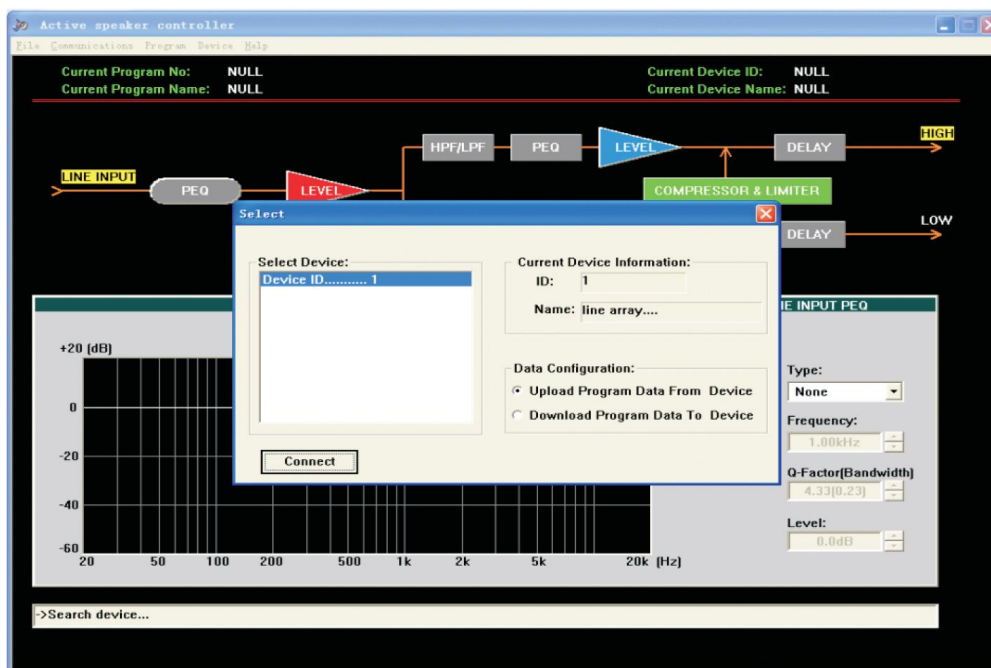 Active speaker controller
File Communications Program Device Help
Current Program No: NULL
Current Program Name: NULL
Current Device ID: NULL
Current Device Name: NULL
HIGH
HPF/LPF
PEQ
LEVEL
DELAY
LINE INPUT
PEQ
LEVEL
COMPRESSOR & LIMITER
LOW
DELAY
Select
Select Device:
Device ID........... 1
Current Device Information:
ID: 1
Name: line array....
Data Configuration:
Upload Program Data From Device
Download Program Data To Device
Connect
NE INPUT PEQ
+20 (dB)
0
-20
-40
-60
20 50 100 200 500 1k 2k 5k 20k (Hz)
Type:
None
Frequency:
1.00kHz
Q-Factor(Bandwidth)
4.33(0.23)
Level:
0.0dB
->Search device...